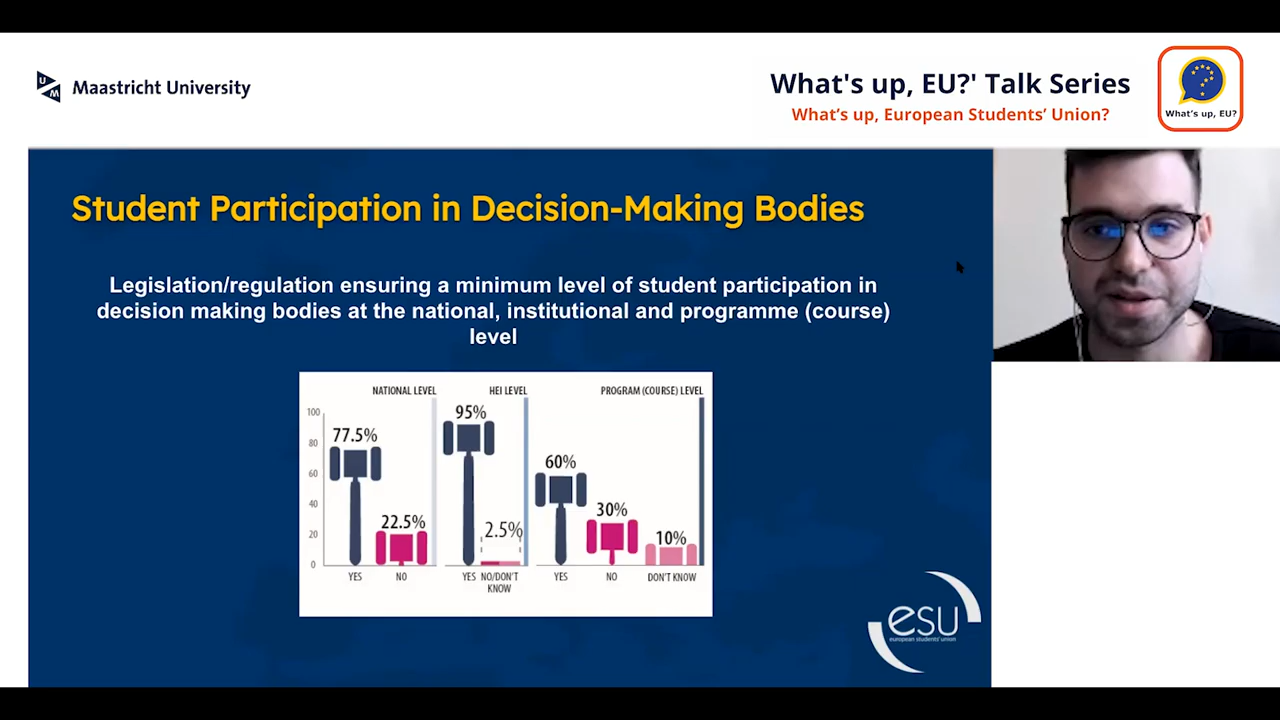 UM
Maastricht University
What's up, EU?' Talk Series
What's up, European Students' Union?
What's up, EU?
Student Participation in Decision-Making Bodies
Legislation/regulation ensuring a minimum level of student participation in
decision making bodies at the national, institutional and programme (course)
level
NATIONAL LEVEL
HEI LEVEL
PROGRAM (COURSE) LEVEL
100
80
60
40
20
0
77.5%
22.5%
95%
2.5%
60%
30%
10%
YES
NO
YES
NO/DON'T
KNOW
YES
NO
DON'T KNOW
esu
european students' union